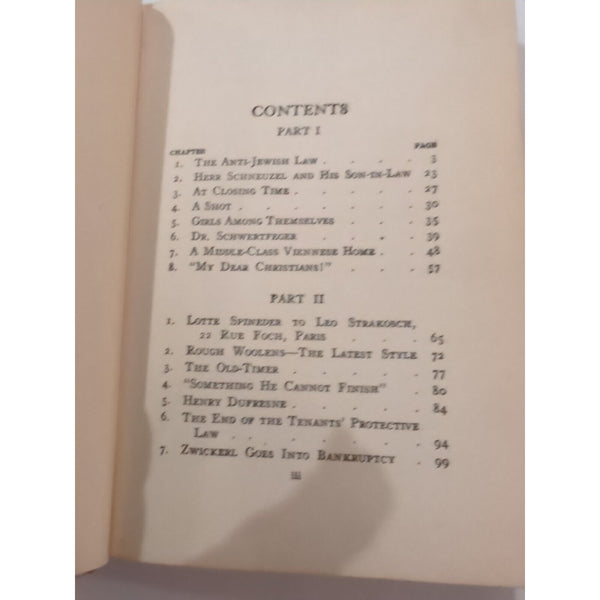 CONTENTS
PART I
CHAPTER PAGE
1. THE ANTI-JEWISH LAW . . . . 3
2. HERR SCHNEUZEL AND HIS SON-IN-LAW 23
3. AT CLOSING TIME . . . . . 27
4. A SHOT . . . . . . . 30
5. GIRLS AMONG THEMSELVES . . . 35
6. DR. SCHWERTFEGER . . . . 39
7. A MIDDLE-CLASS VIENNESE HOME . . 48
8. "MY DEAR CHRISTIANS!" . . . 57
PART II
1. LOTTE SPINEDER TO LEO STRAKOSCH,
22 RUE FOCH, PARIS . . . 65
2. ROUGH WOOLENS—THE LATEST STYLE 72
3. THE OLD-TIMER . . . . . 77
4. "SOMETHING HE CANNOT FINISH" . . 80
5. HENRY DUFRESNE . . . . . 84
6. THE END OF THE TENANTS' PROTECTIVE
LAW . . . . . . . 94
7. ZWICKERL GOES INTO BANKRUPTCY . 99
iii